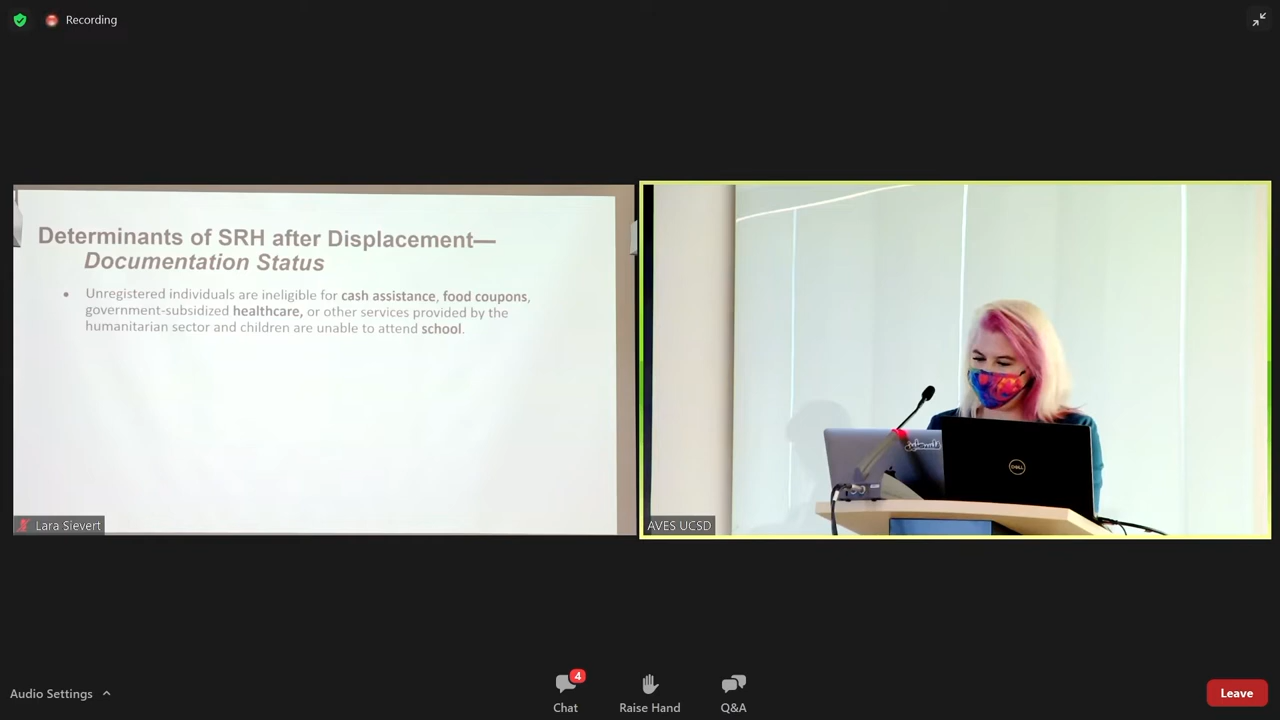 Recording
Determinants of SRH after Displacement—
Documentation Status
• Unregistered individuals are ineligible for cash assistance, food coupons,
government-subsidized healthcare, or other services provided by the
humanitarian sector and children are unable to attend school.
Lara Sievert
DELL
AVES UCSD
Audio Settings
4
Chat
Raise Hand
Q&A
Leave